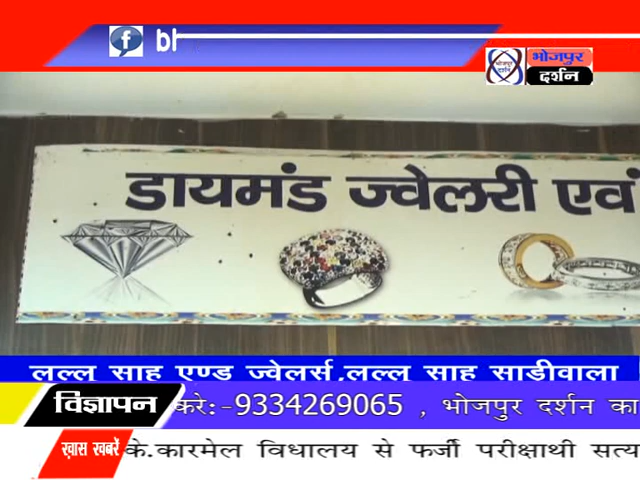 bl
भोजपुर
दर्शन
डायमंड ज्वेलरी एवं
लल्लू साह एण्ड ज्वेलर्स,लल्लू साह साडीवाला
विज्ञापन करे:-9334269065 , भोजपुर दर्शन का
ख़ास खबरें के.कारमेल विधालय से फर्जी परीक्षाथी सत्य